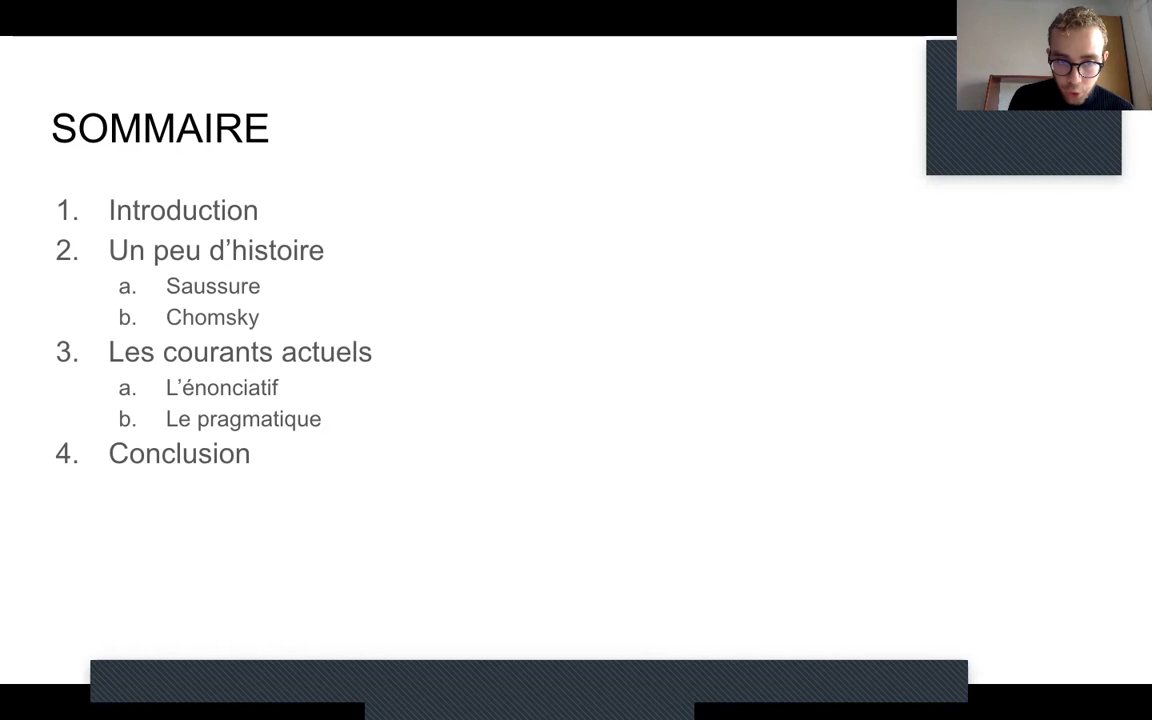 SOMMAIRE
1. Introduction
2. Un peu d’histoire
a. Saussure
b. Chomsky
3. Les courants actuels
a. L’énonciatif
b. Le pragmatique
4. Conclusion